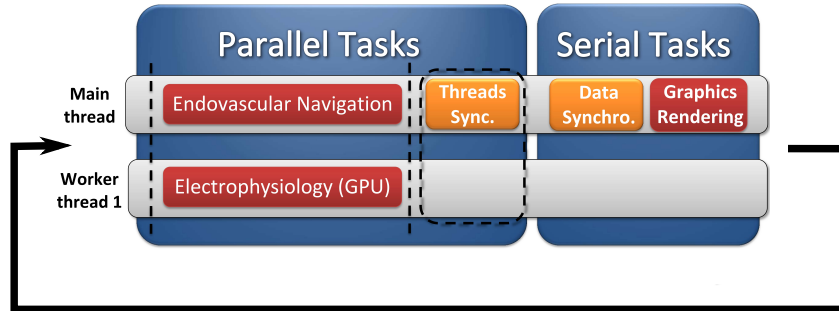 Parallel Tasks
Serial Tasks
Main
thread
Endovascular Navigation
Threads
Sync.
Data
Synchro.
Graphics
Rendering
Worker
thread 1
Electrophysiology (GPU)